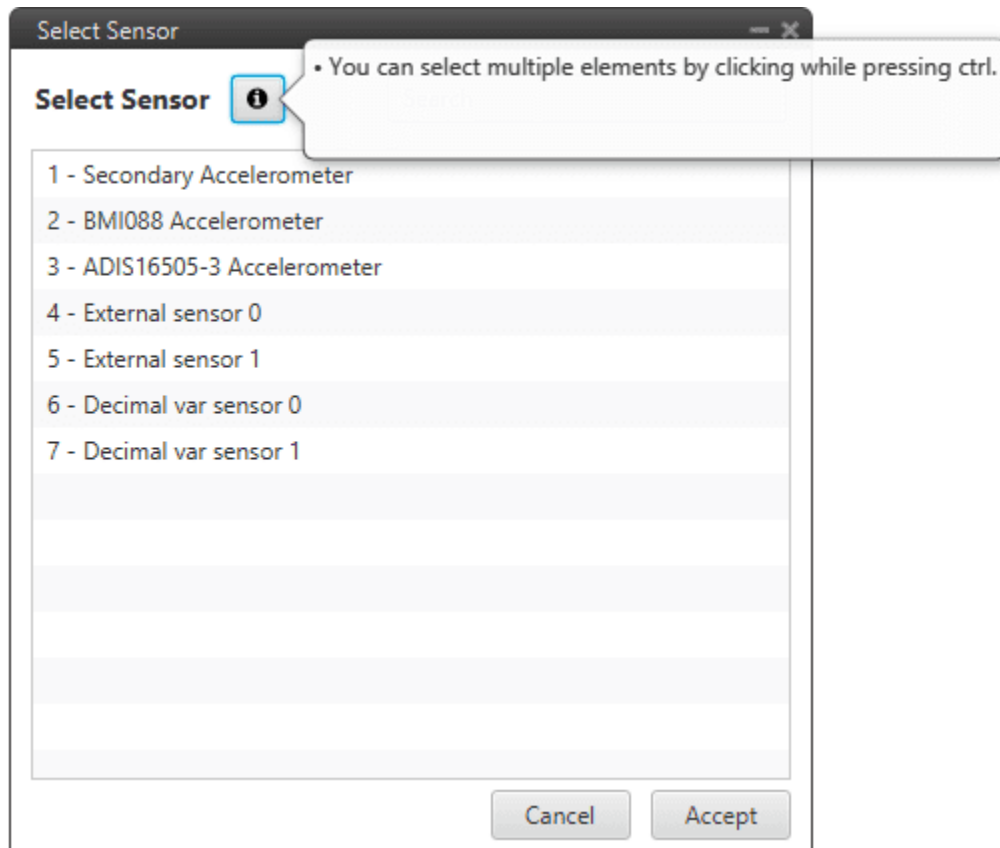 Select Sensor
• You can select multiple elements by clicking while pressing ctrl.
Select Sensor
Search
1 - Secondary Accelerometer
2 - BMI088 Accelerometer
3 - ADIS16505-3 Accelerometer
4 - External sensor 0
5 - External sensor 1
6 - Decimal var sensor 0
7 - Decimal var sensor 1
Cancel
Accept